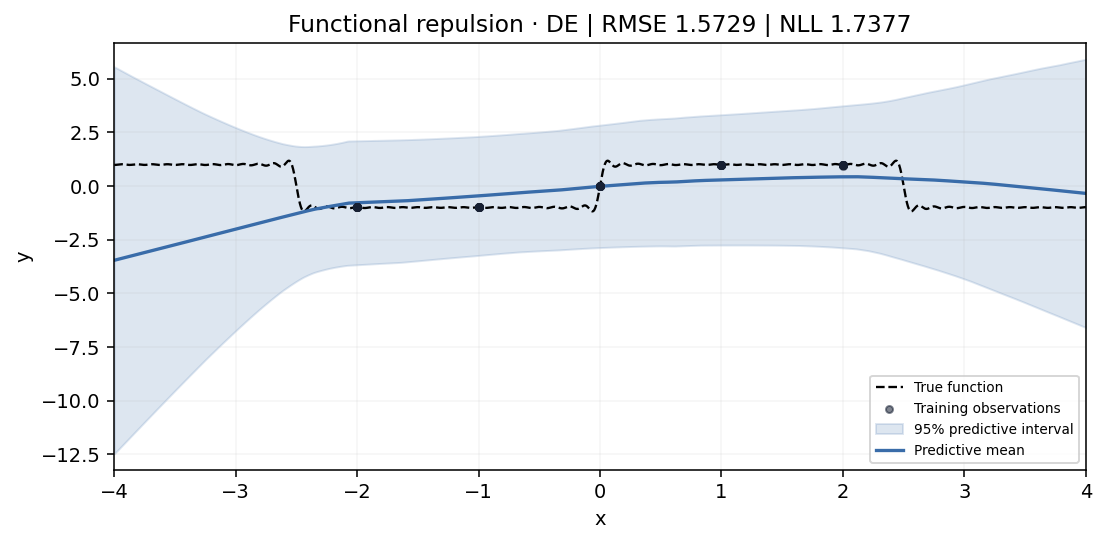 Functional repulsion · DE | RMSE 1.5729 | NLL 1.7377
y
5.0
2.5
0.0
−2.5
−5.0
−7.5
−10.0
−12.5
True function
Training observations
95% predictive interval
Predictive mean
−4 −3 −2 −1 0 1 2 3 4
x